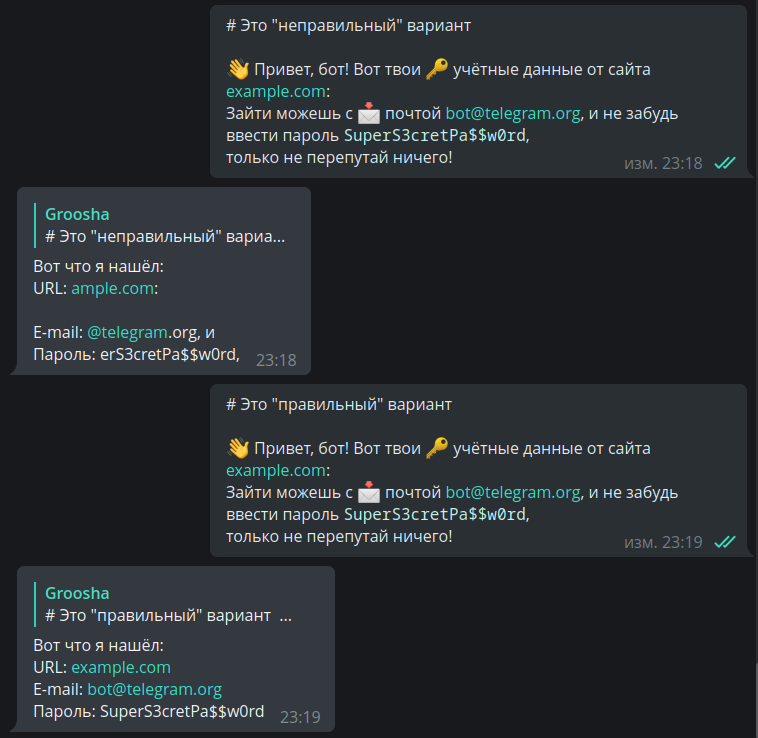 # Это "неправильный" вариант
👋 Привет, бот! Вот твои 🔑 учётные данные от сайта
example.com:
Зайти можешь с 📩 почтой bot@telegram.org, и не забудь
ввести пароль SuperS3cretPa$$w0rd,
только не перепутай ничего!
изм. 23:18
Groosha
# Это "неправильный" вариа...
Вот что я нашёл:
URL: ample.com:
E-mail: @telegram.org, и
Пароль: erS3cretPa$$w0rd,
23:18
# Это "правильный" вариант
👋 Привет, бот! Вот твои 🔑 учётные данные от сайта
example.com:
Зайти можешь с 📩 почтой bot@telegram.org, и не забудь
ввести пароль SuperS3cretPa$$w0rd,
только не перепутай ничего!
изм. 23:19
Groosha
# Это "правильный" вариант ...
Вот что я нашёл:
URL: example.com
E-mail: bot@telegram.org
Пароль: SuperS3cretPa$$w0rd
23:19